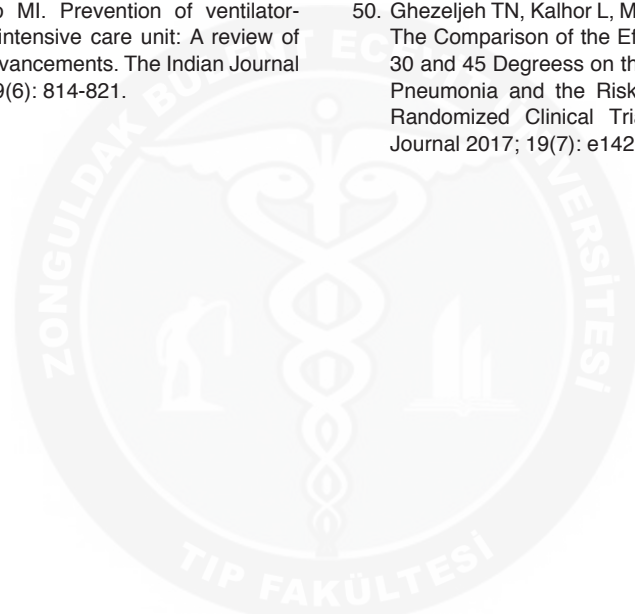 o MI. Prevention of ventilator-
intensive care unit: A review of
vancements. The Indian Journal
9(6): 814-821.
50. Ghezeljeh TN, Kalhor L, M
The Comparison of the Ef
30 and 45 Degreess on th
Pneumonia and the Risk
Randomized Clinical Tria
Journal 2017; 19(7): e142
ZONGULDAK BÜLENT ECEVİT ÜNİVERSİTESİ
TIP FAKÜLTESİ